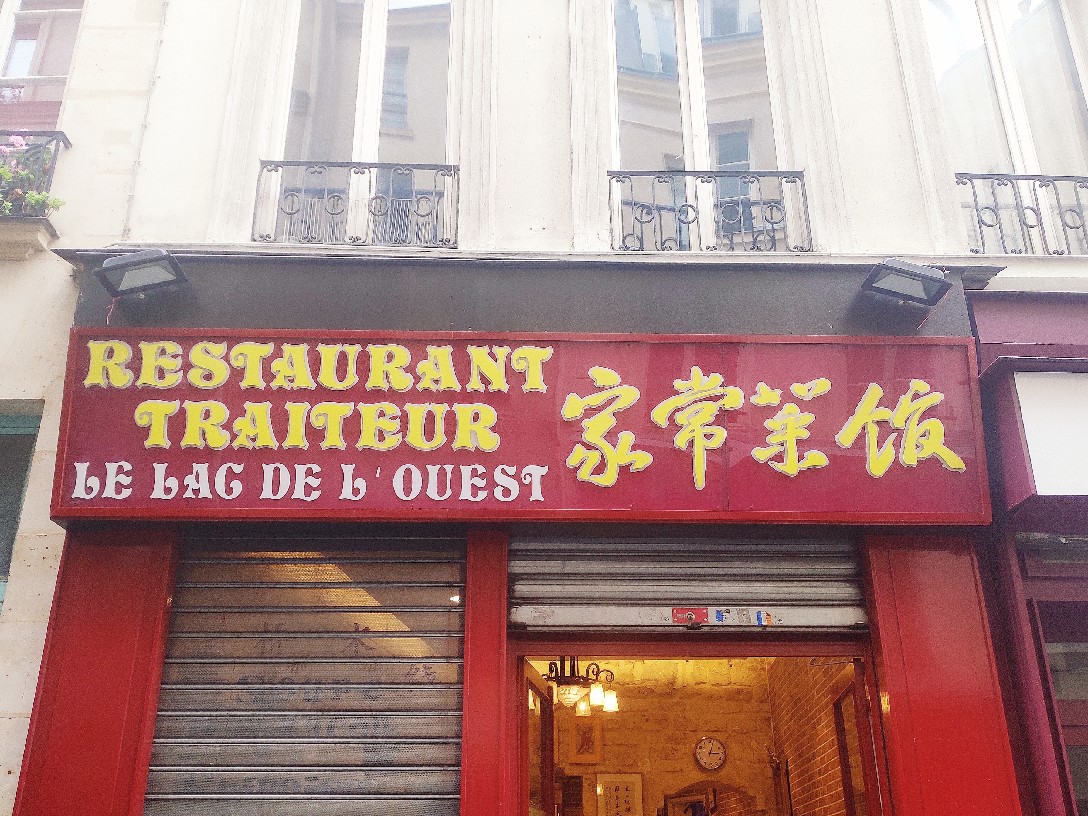 RESTAURANT
TRAITEUR
LE LAC DE L'OUEST
家常菜饭